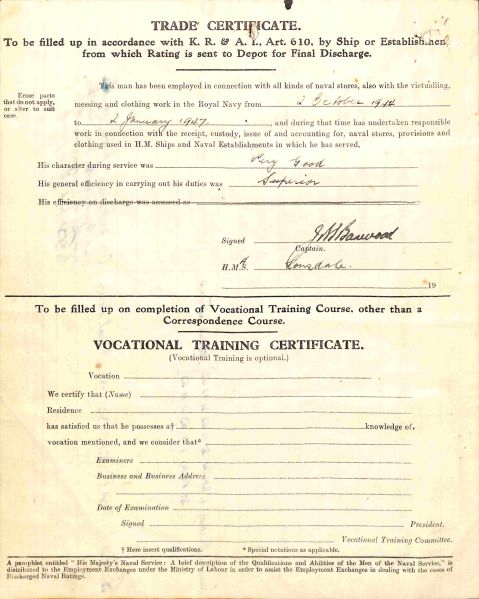 TRADE CERTIFICATE.
To be filled up in accordance with K. R. & A. I., Art. 610, by Ship or Establishment
from which Rating is sent to Depot for Final Discharge.
Erase parts
that do not apply,
or alter to suit
case.
This man has been employed in connection with all kinds of naval stores, also with the victualling,
messing and clothing work in the Royal Navy from 2 October 1944
to 2 January 1947. , and during that time has undertaken responsible
work in connection with the receipt, custody, issue of and accounting for, naval stores, provisions and
clothing used in H.M. Ships and Naval Establishments in which he has served.
His character during service was Very Good
His general efficiency in carrying out his duties was Superior
His efficiency on discharge was assessed as
Signed
Captain.
H.M.A.S. Lonsdale.
19
To be filled up on completion of Vocational Training Course, other than a
Correspondence Course.
VOCATIONAL TRAINING CERTIFICATE.
(Vocational Training is optional.)
Vocation
We certify that (Name)
Residence
has satisfied us that he possesses a† knowledge of.
vocation mentioned, and we consider that*
Examiners
Business and Business Address
Date of Examination
Signed President.
Vocational Training Committee.
† Here insert qualifications. * Special notations as applicable.
A pamphlet entitled " His Majesty's Naval Service: A brief description of the Qualifications and Abilities of the Men of the Naval Service," is
distributed to the Employment Exchanges under the Ministry of Labour in order to assist the Employment Exchanges in dealing with the cases of
Discharged Naval Ratings.